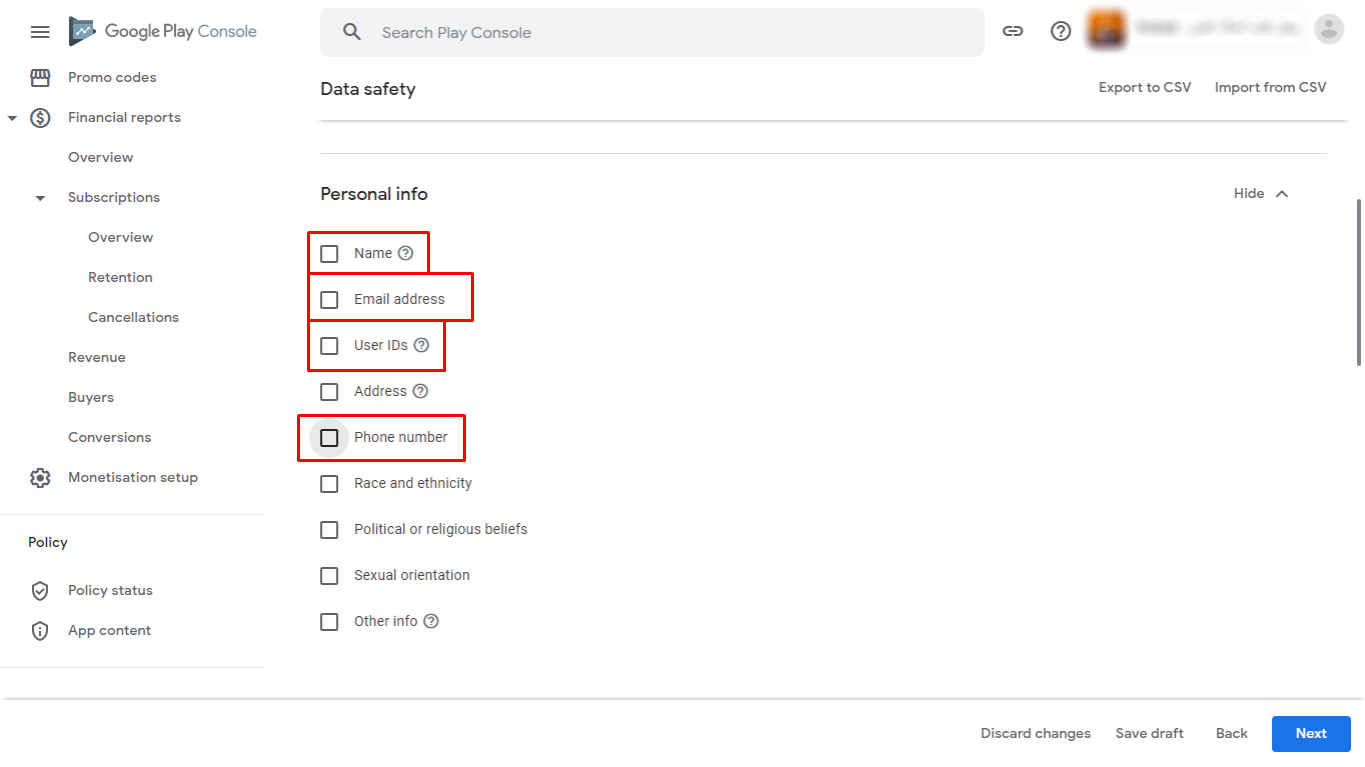 Google Play Console
Search Play Console
Promo codes
Financial reports
Overview
Subscriptions
Overview
Retention
Cancellations
Revenue
Buyers
Conversions
Monetisation setup
Policy
Policy status
App content
Data safety
Export to CSV
Import from CSV
Personal info
Hide
Name
Email address
User IDs
Address
Phone number
Race and ethnicity
Political or religious beliefs
Sexual orientation
Other info
Discard changes
Save draft
Back
Next